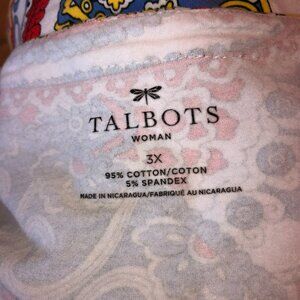 TALBOTS
WOMAN
3X
95% COTTON/COTON
5% SPANDEX
MADE IN NICARAGUA/FABRIQUÉ AU NICARAGUA